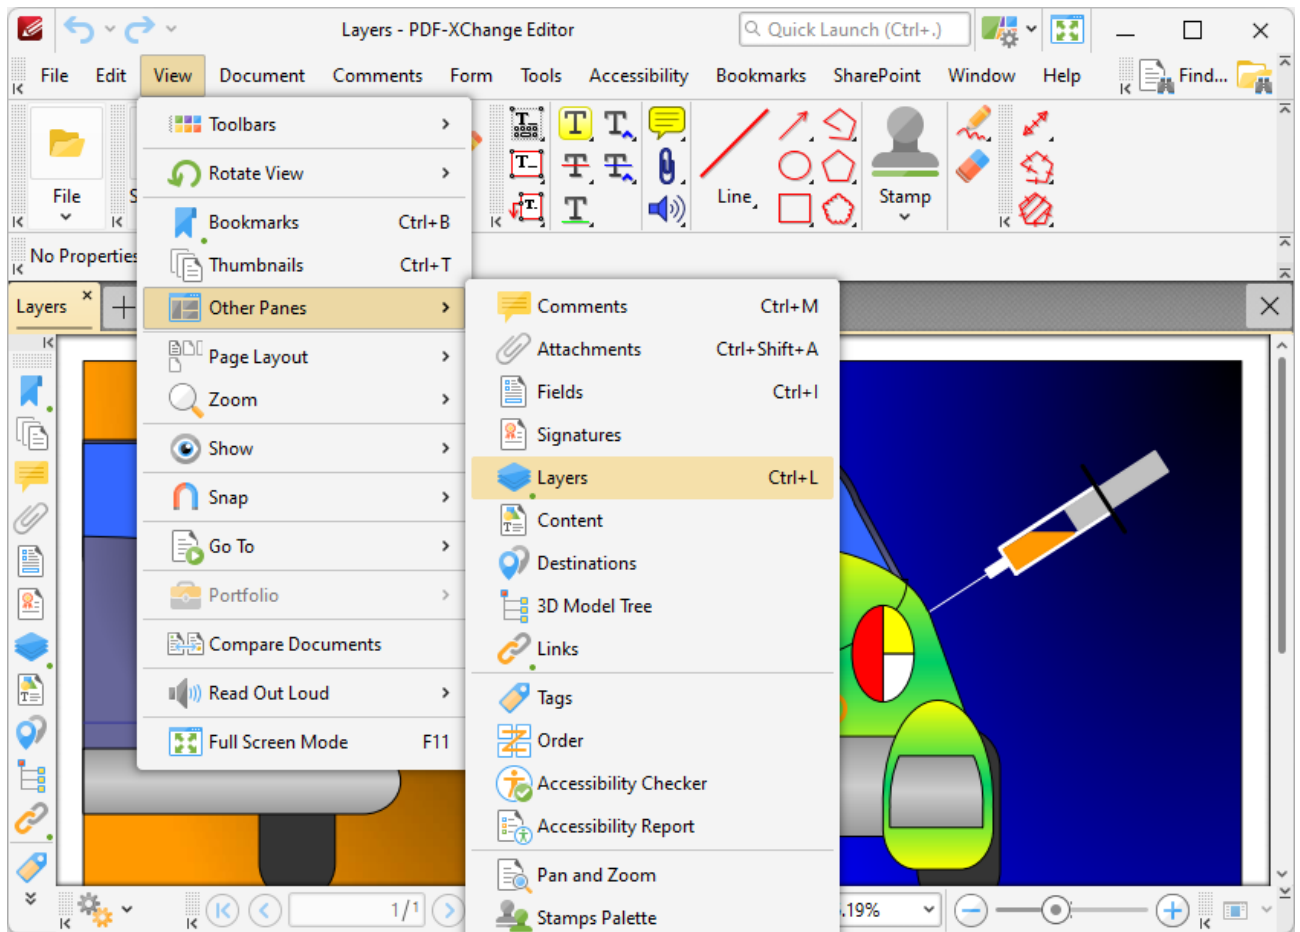 Layers - PDF-XChange Editor
Quick Launch (Ctrl+.)
File Edit View Document Comments Form Tools Accessibility Bookmarks SharePoint Window Help Find...
File
Line
Stamp
No Properties
Layers
Toolbars
Rotate View
Bookmarks Ctrl+B
Thumbnails Ctrl+T
Other Panes
Page Layout
Zoom
Show
Snap
Go To
Portfolio
Compare Documents
Read Out Loud
Full Screen Mode F11
Comments Ctrl+M
Attachments Ctrl+Shift+A
Fields Ctrl+I
Signatures
Layers Ctrl+L
Content
Destinations
3D Model Tree
Links
Tags
Order
Accessibility Checker
Accessibility Report
Pan and Zoom
Stamps Palette
1/1
.19%